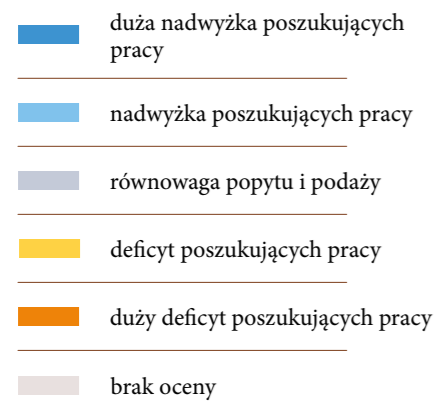 duża nadwyżka poszukujących
pracy
nadwyżka poszukujących pracy
równowaga popytu i podaży
deficyt poszukujących pracy
duży deficyt poszukujących pracy
brak oceny